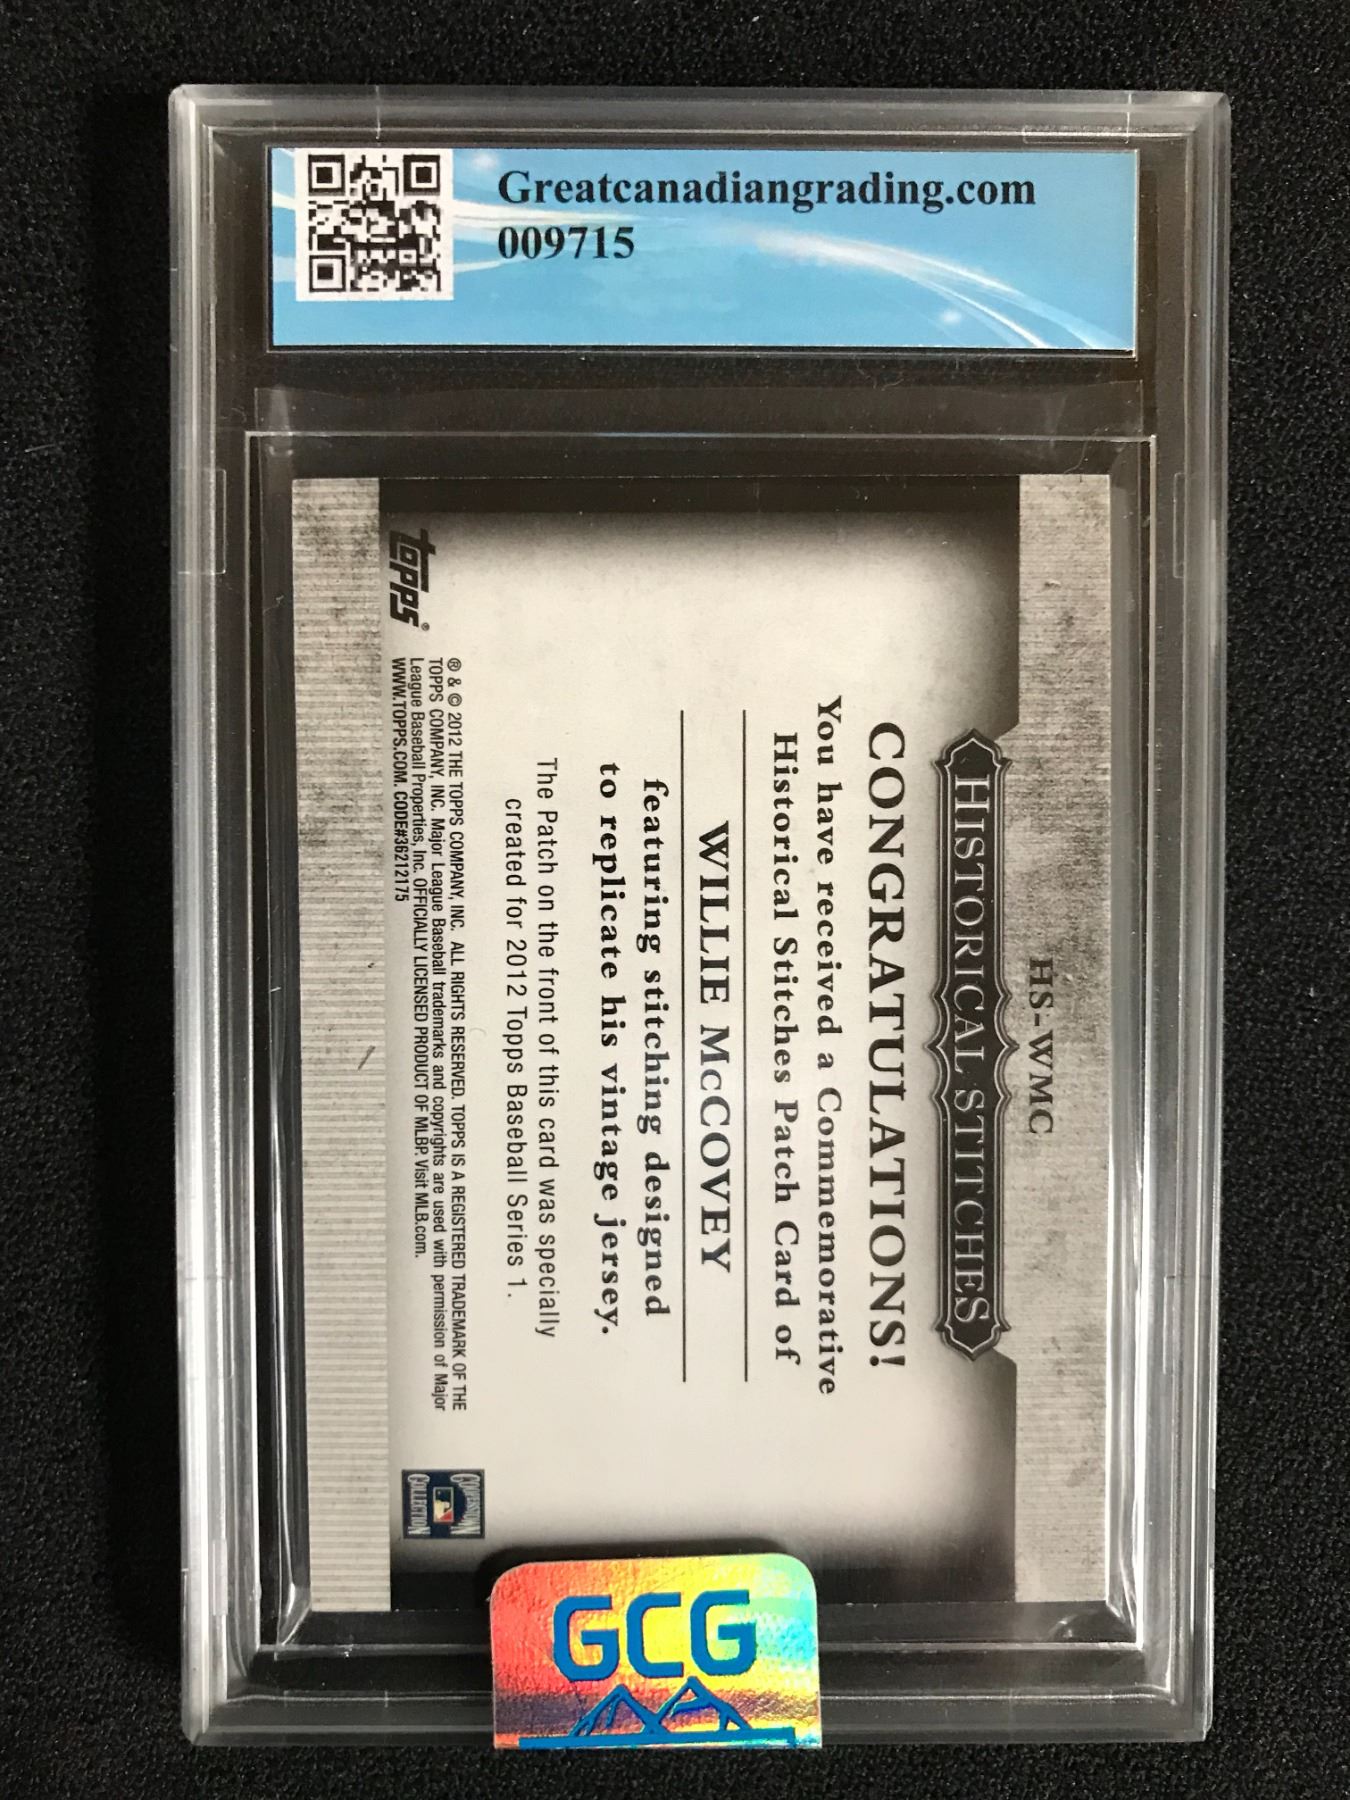 Greatcanadiangrading.com
009715
HS-WMC
HISTORICAL STITCHES
CONGRATULATIONS!
You have received a Commemorative
Historical Stitches Patch Card of
WILLIE McCOVEY
featuring stitching designed
to replicate his vintage jersey.
The Patch on the front of this card was specially
created for 2012 Topps Baseball Series 1.
topps®
® & © 2012 THE TOPPS COMPANY, INC. ALL RIGHTS RESERVED. TOPPS IS A REGISTERED TRADEMARK OF THE
TOPPS COMPANY, INC. Major League Baseball trademarks and copyrights are used with permission of Major
League Baseball Properties, Inc. OFFICIALLY LICENSED PRODUCT OF MLBP. Visit MLB.com.
WWW.TOPPS.COM. CODE#36212175
COOPERSTOWN
COLLECTION
GCG